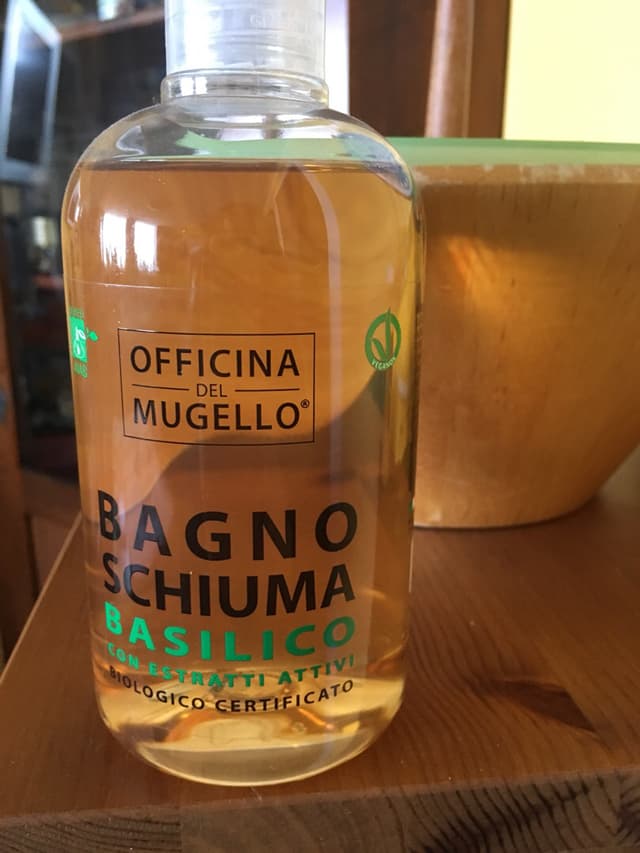 OFFICINA
DEL
MUGELLO®
BAGNO
SCHIUMA
BASILICO
CON ESTRATTI ATTIVI
BIOLOGICO CERTIFICATO